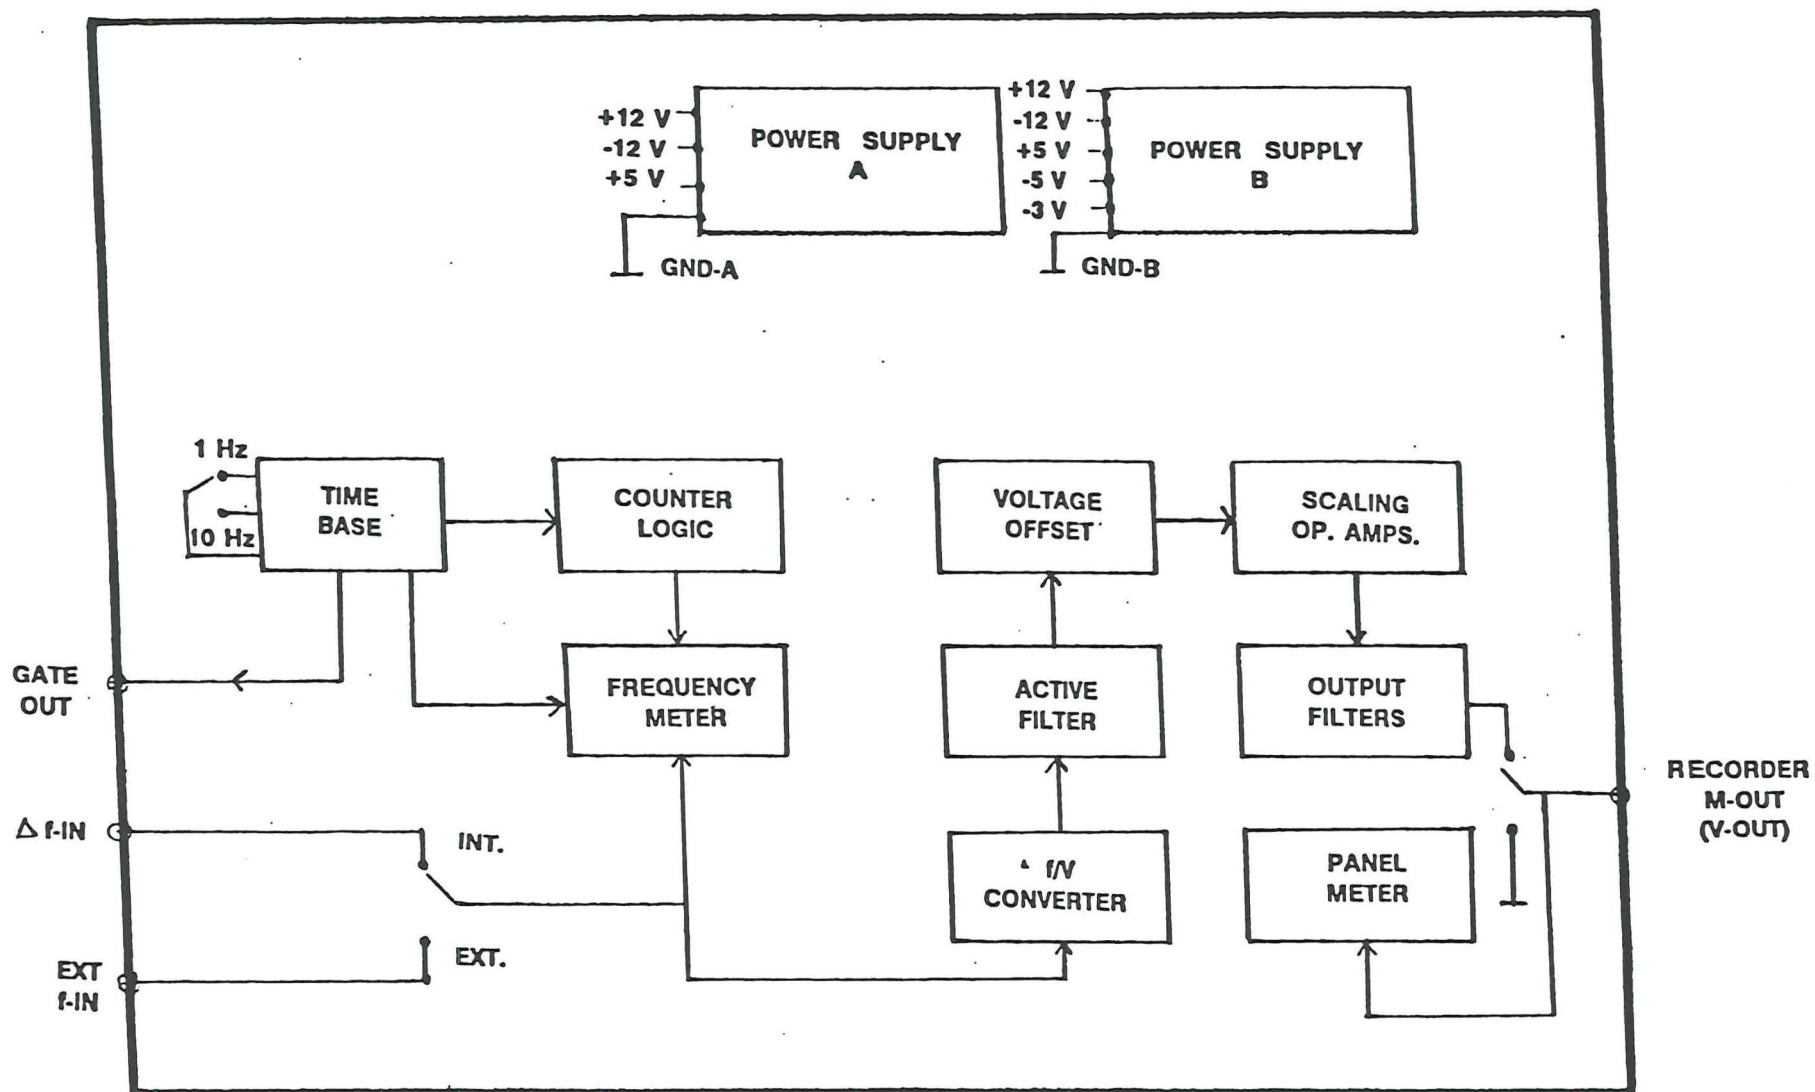 +12 V
-12 V
+5 V
POWER SUPPLY
A
GND-A
+12 V
-12 V
+5 V
-5 V
-3 V
POWER SUPPLY
B
GND-B
1 Hz
10 Hz
TIME
BASE
COUNTER
LOGIC
VOLTAGE
OFFSET
SCALING
OP. AMPS.
GATE
OUT
FREQUENCY
METER
ACTIVE
FILTER
OUTPUT
FILTERS
RECORDER
M-OUT
(V-OUT)
Δ f-IN
INT.
f/V
CONVERTER
PANEL
METER
EXT
f-IN
EXT.